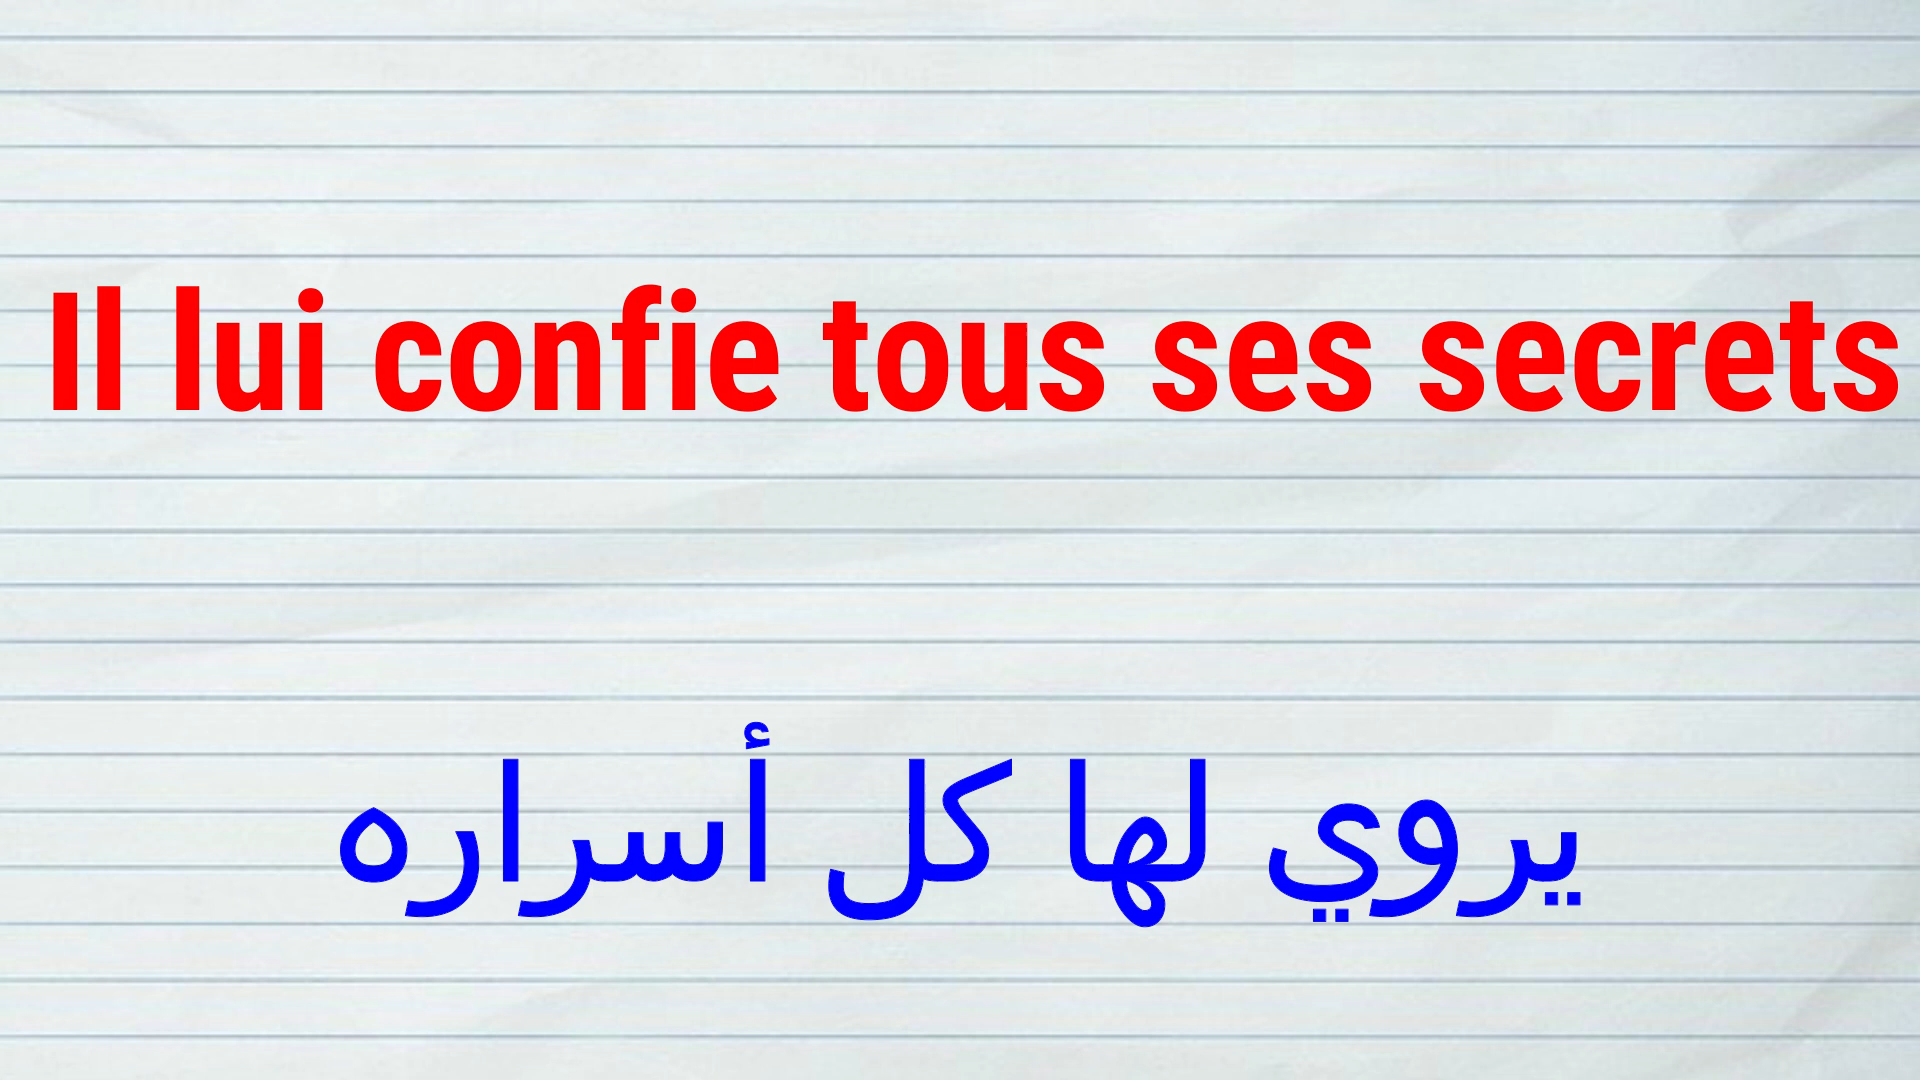 Il lui confie tous ses secrets
يروي لها كل أسراره